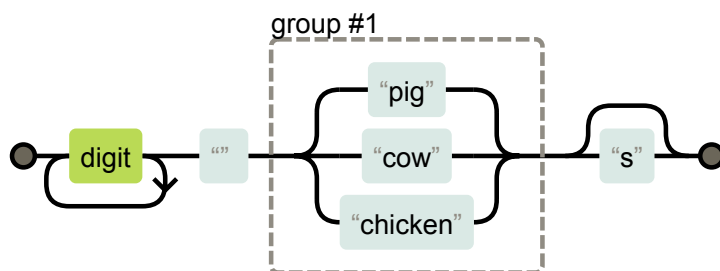 group #1
digit
“ ”
“pig”
“cow”
“chicken”
“s”